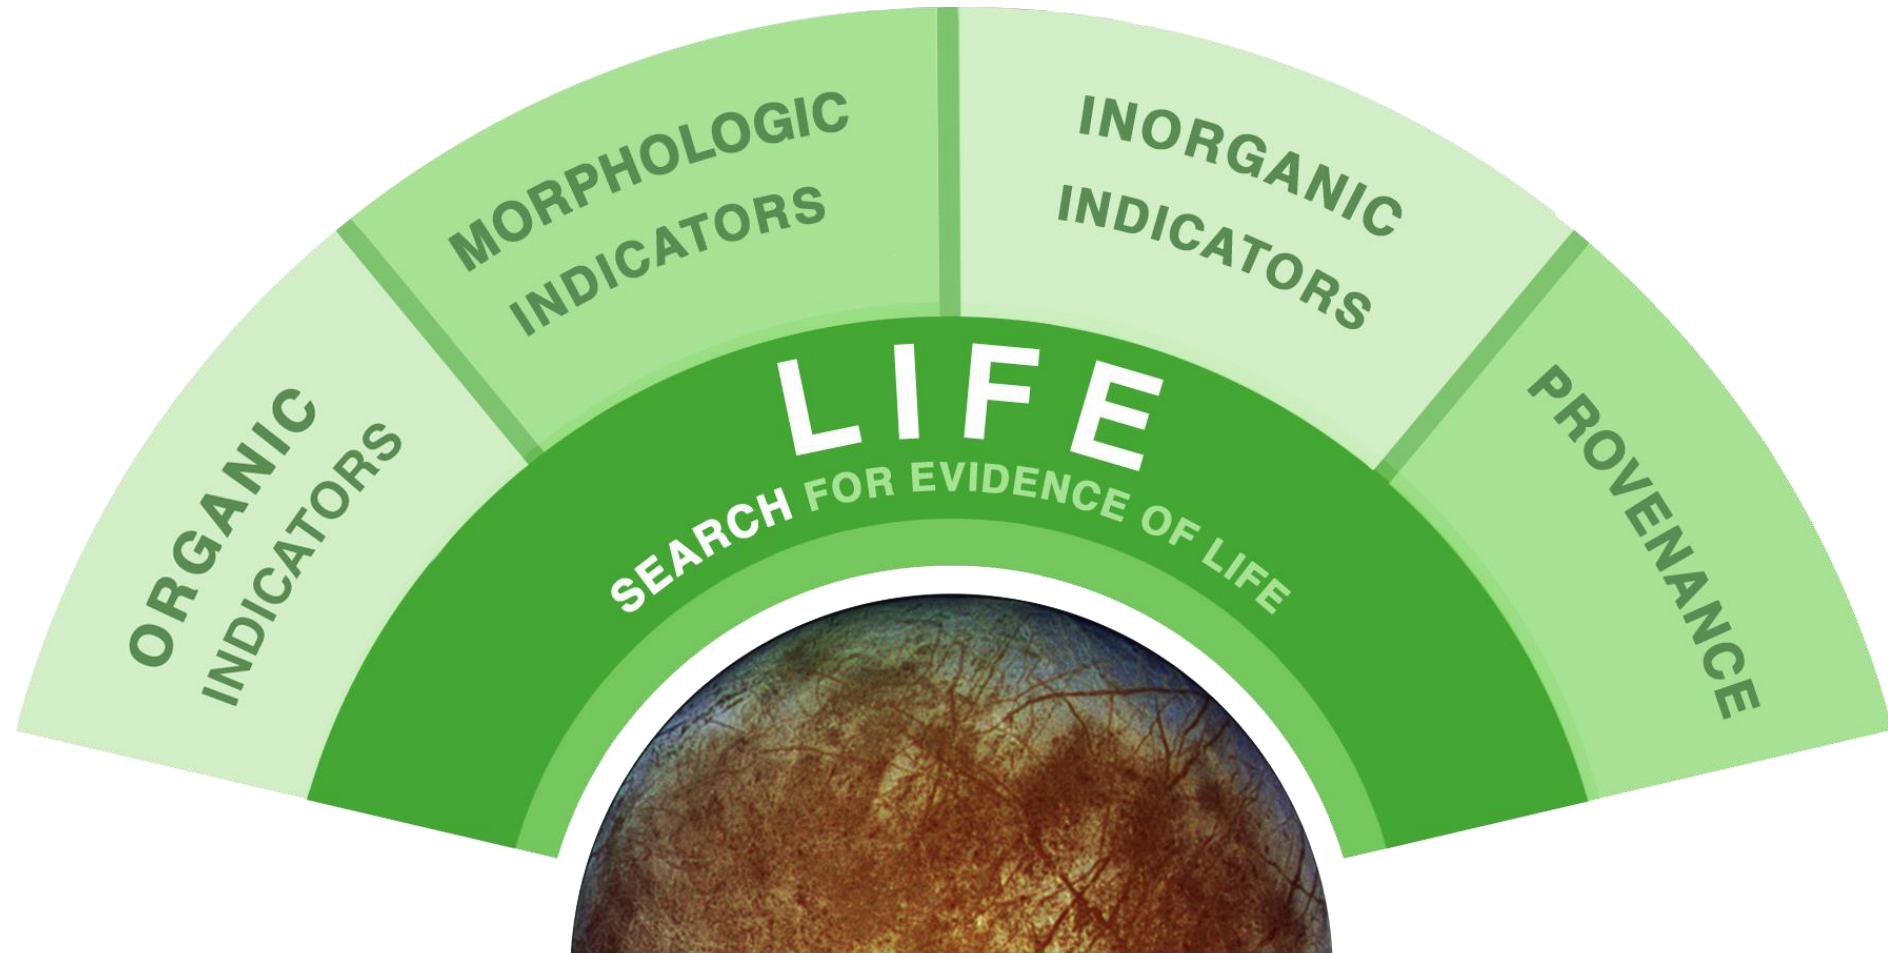 ORGANIC
INDICATORS
MORPHOLOGIC
INDICATORS
INORGANIC
INDICATORS
PROVENANCE
LIFE
SEARCH FOR EVIDENCE OF LIFE